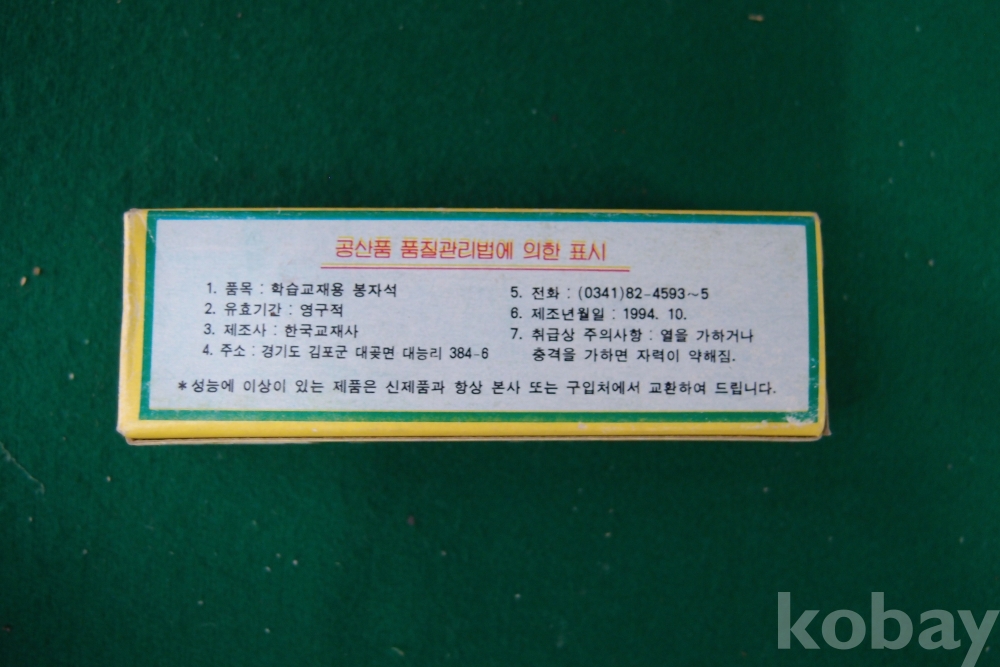 공산품 품질관리법에 의한 표시
1. 품목 : 학습교재용 봉자석
2. 유효기간 : 영구적
3. 제조사 : 한국교재사
4. 주소 : 경기도 김포군 대곶면 대능리 384-6
5. 전화 : (0341)82-4593~5
6. 제조년월일 : 1994. 10.
7. 취급상 주의사항 : 열을 가하거나
충격을 가하면 자력이 약해짐.
*성능에 이상이 있는 제품은 신제품과 항상 본사 또는 구입처에서 교환하여 드립니다.
kobay